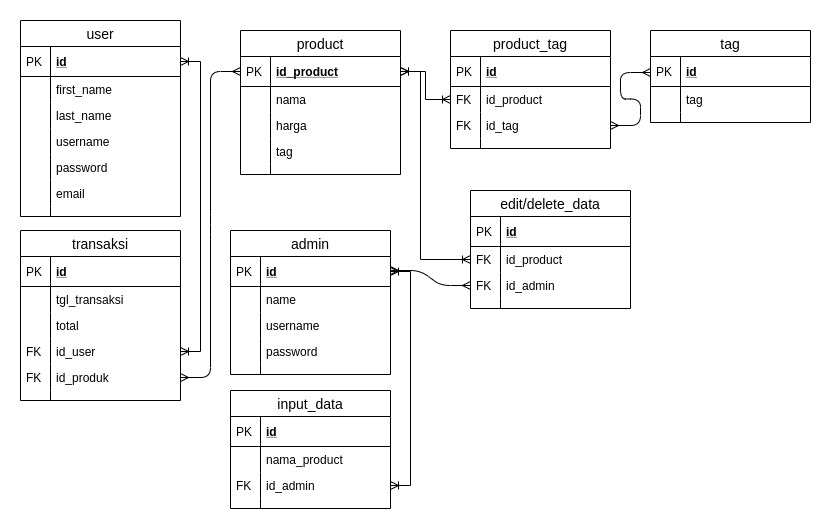 user
PK id
first_name
last_name
username
password
email
product
PK id_product
nama
harga
tag
product_tag
PK id
FK id_product
FK id_tag
tag
PK id
tag
transaksi
PK id
tgl_transaksi
total
FK id_user
FK id_produk
admin
PK id
name
username
password
edit/delete_data
PK id
FK id_product
FK id_admin
input_data
PK id
nama_product
FK id_admin